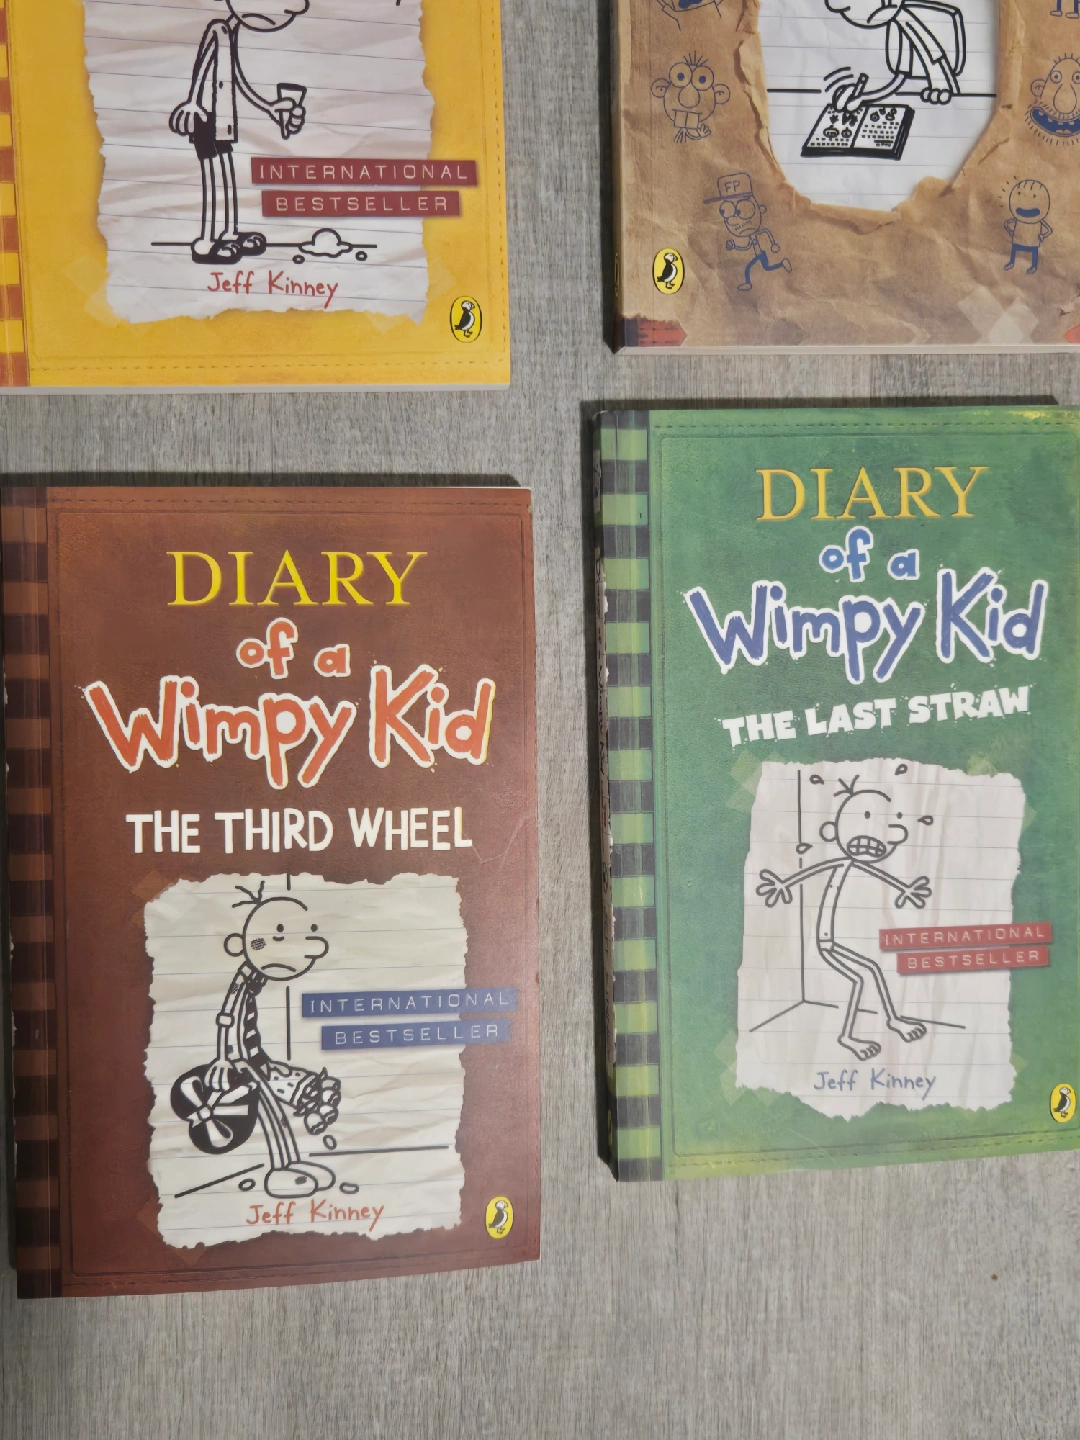 INTERNATIONAL
BESTSELLER
Jeff Kinney
FP
DIARY
of a
Wimpy Kid
THE THIRD WHEEL
INTERNATIONAL
BESTSELLER
Jeff Kinney
DIARY
of a
Wimpy Kid
THE LAST STRAW
INTERNATIONAL
BESTSELLER
Jeff Kinney